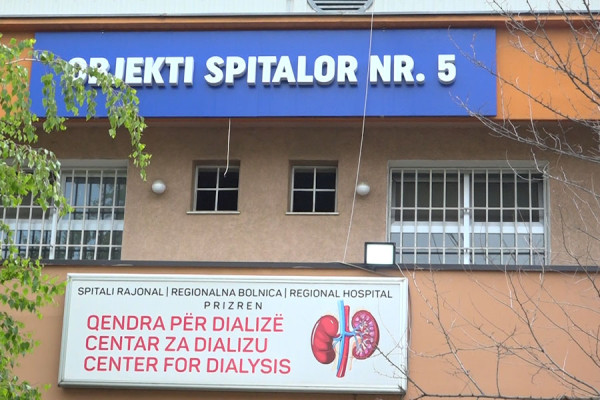 OBJEKTI SPITALOR NR. 5
SPITALI RAJONAL | REGIONALNA BOLNICA | REGIONAL HOSPITAL
PRIZREN
QENDRA PËR DIALIZË
CENTAR ZA DIALIZU
CENTER FOR DIALYSIS